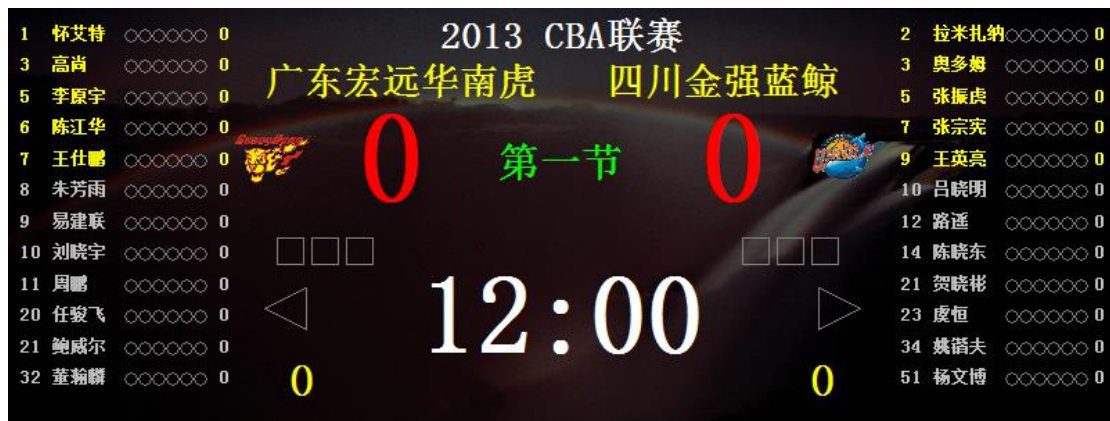 2013 CBA联赛
广东宏远华南虎 四川金强蓝鲸
0 第一节 0
12:00
0 0
1 怀艾特 0
3 高尚 0
5 李原宇 0
6 陈江华 0
7 王仕鹏 0
8 朱芳雨 0
9 易建联 0
10 刘晓宇 0
11 周鹏 0
20 任骏飞 0
21 鲍威尔 0
32 董瀚麟 0
2 拉米扎纳 0
3 奥多姆 0
5 张振虎 0
7 张宗宪 0
9 王英亮 0
10 吕晓明 0
12 路遥 0
14 陈晓东 0
21 贺晓彬 0
23 虞恒 0
34 姚锴夫 0
51 杨文博 0